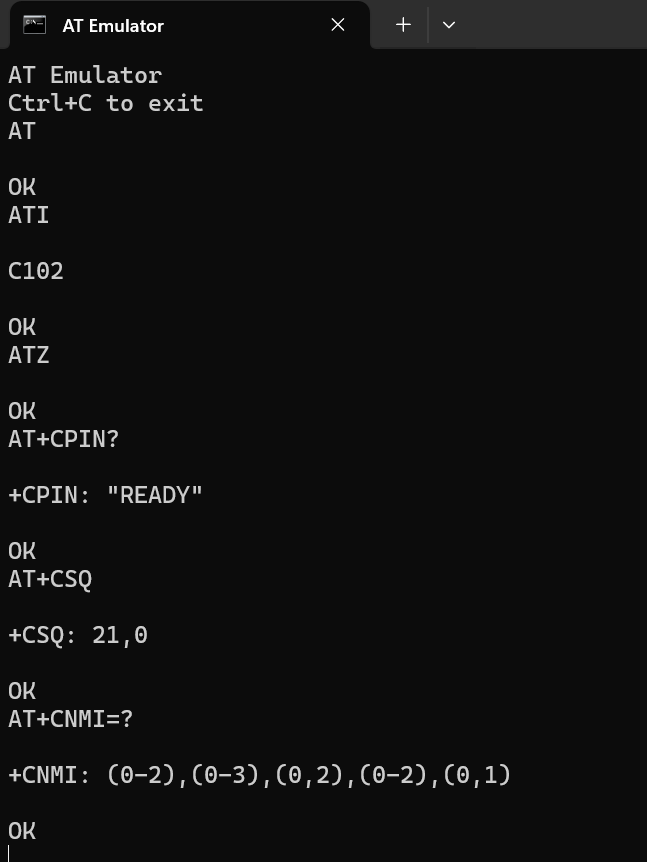 AT Emulator
AT Emulator
Ctrl+C to exit
AT
OK
ATI
C102
OK
ATZ
OK
AT+CPIN?
+CPIN: "READY"
OK
AT+CSQ
+CSQ: 21,0
OK
AT+CNMI=?
+CNMI: (0-2),(0-3),(0,2),(0-2),(0,1)
OK